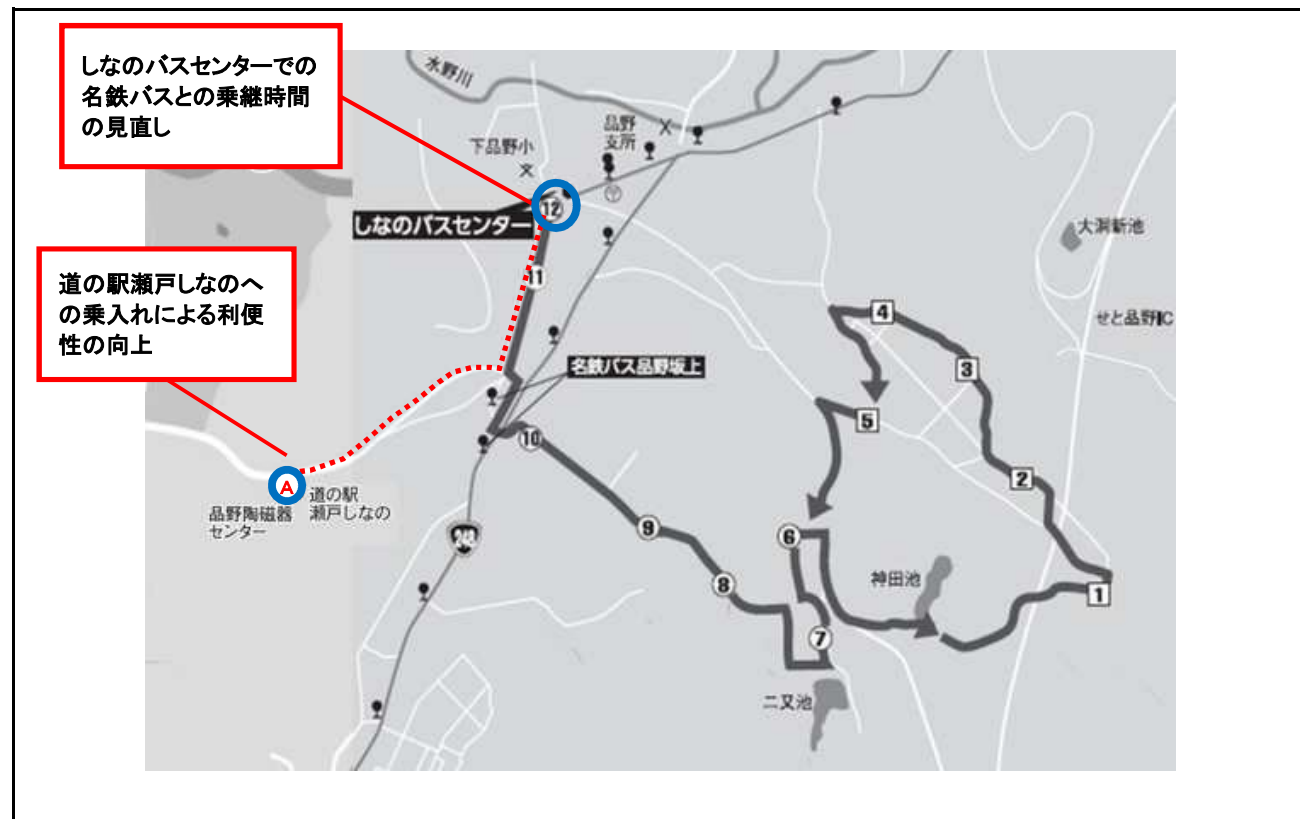 しなのバスセンターでの
名鉄バスとの乗継時間
の見直し
水野川
品野
支所
下品野小
12
しなのバスセンター
大洞新池
道の駅瀬戸しなのへ
の乗入れによる利便
性の向上
11
4
せと品野IC
名鉄バス品野坂上
3
5
10
2
A
道の駅
瀬戸しなの
品野陶磁器
センター
248
9
6
神田池
8
1
7
二又池